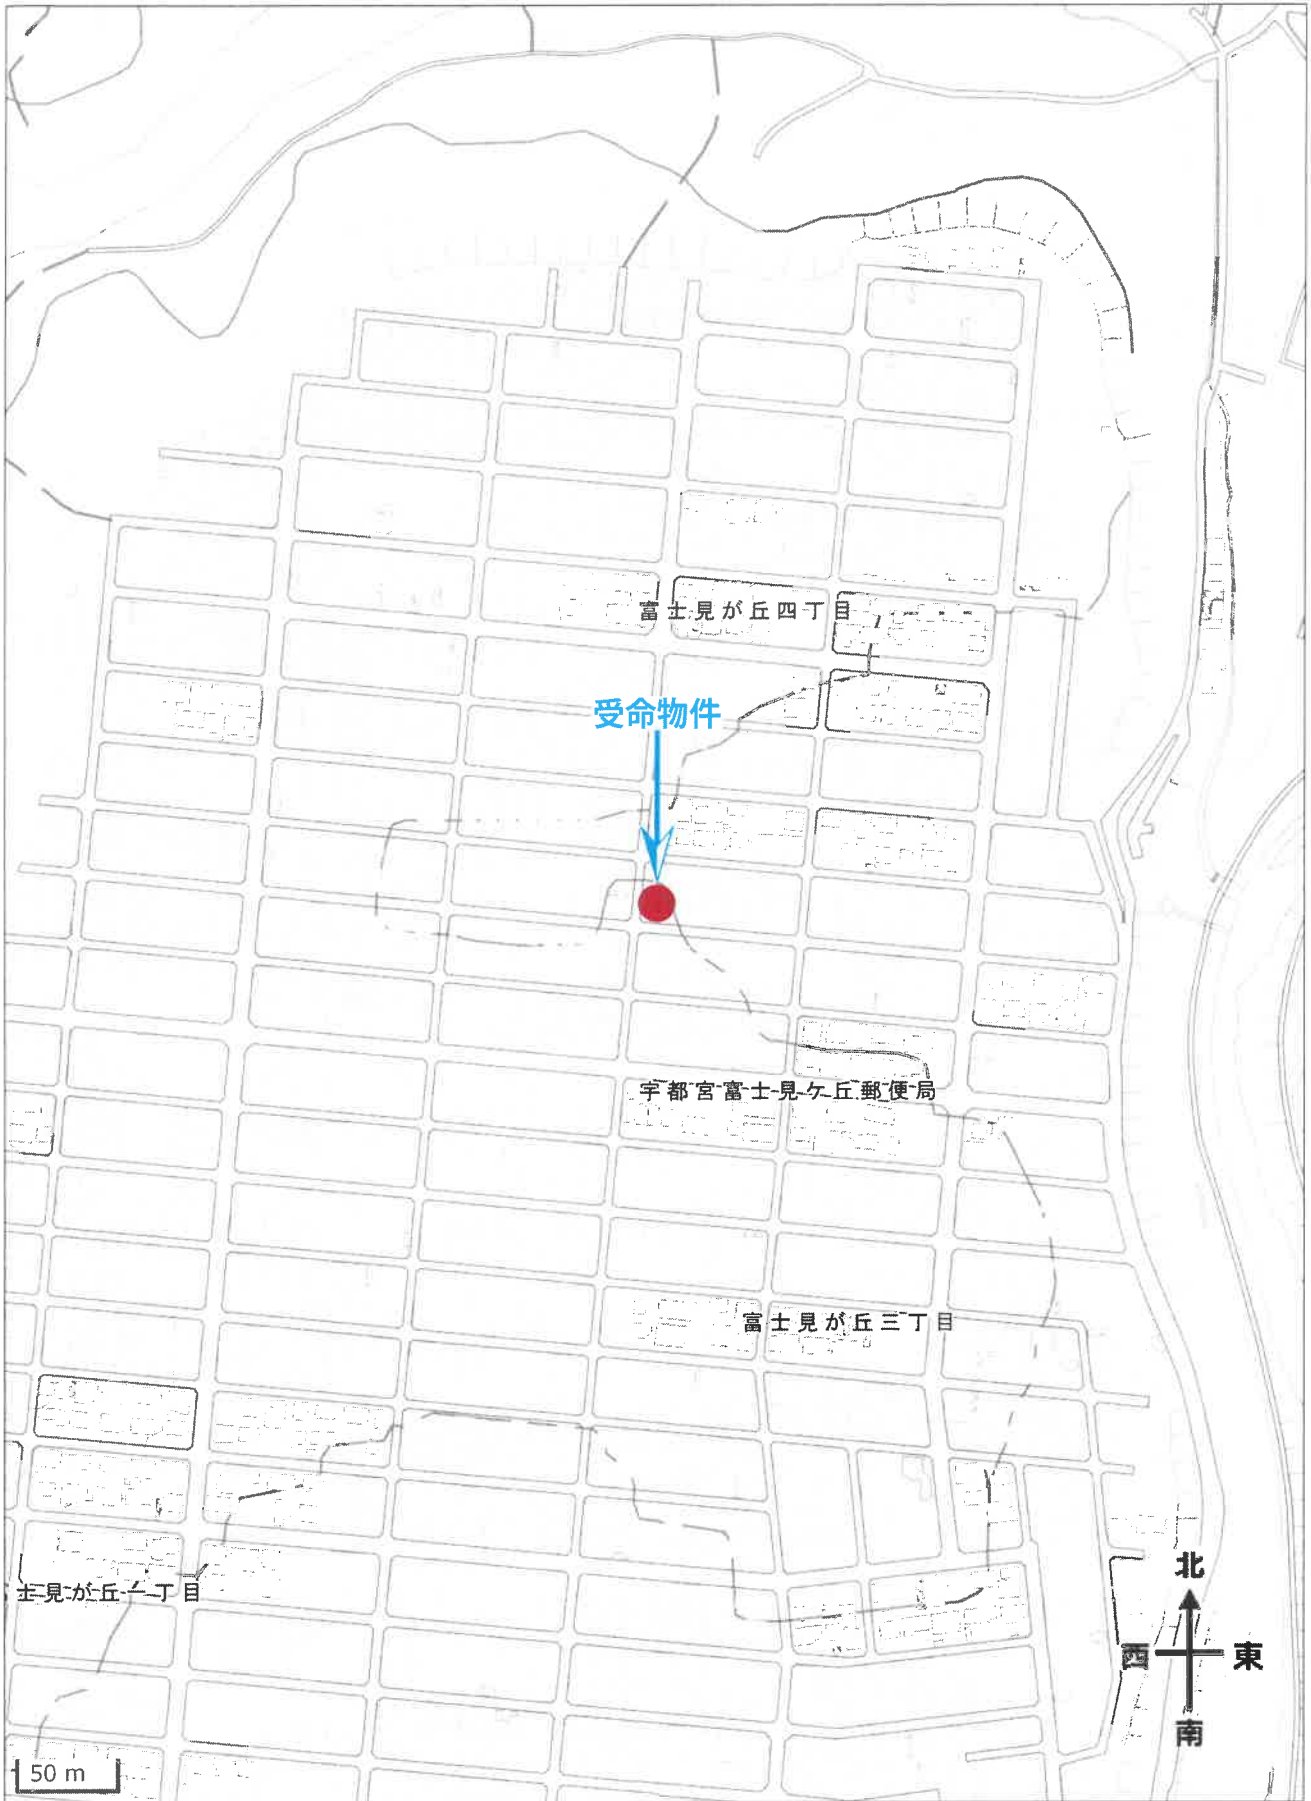 富士見が丘四丁目
受命物件
宇都宮富士見ケ丘郵便局
富士見が丘三丁目
士見が丘一丁目
北
西
東
南
50 m